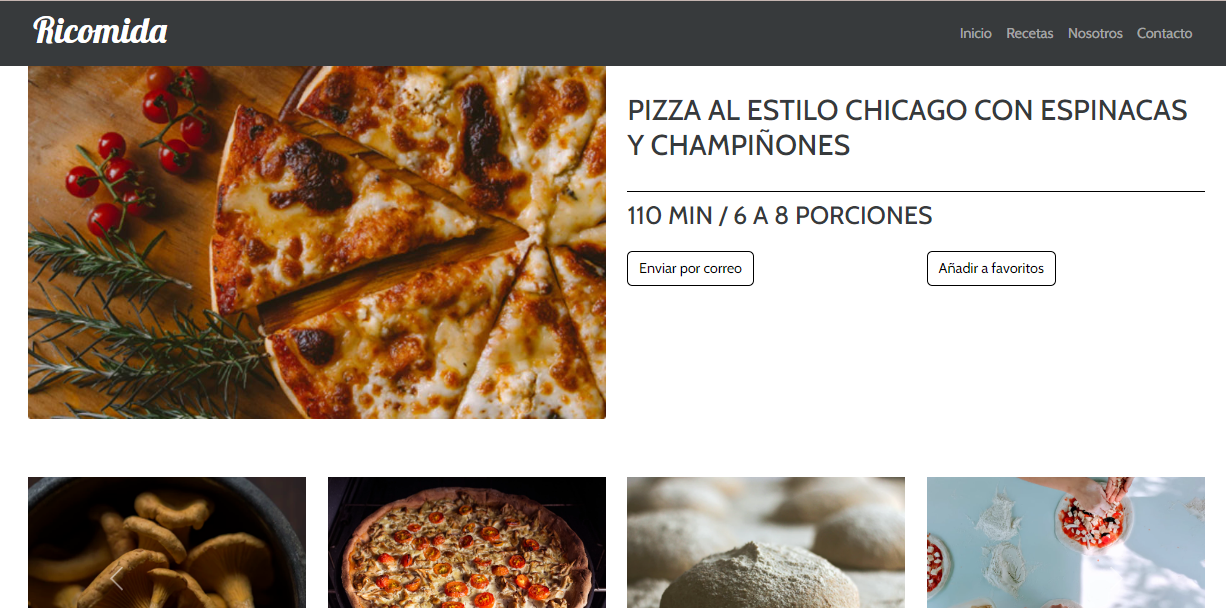 Ricomida
Inicio Recetas Nosotros Contacto
PIZZA AL ESTILO CHICAGO CON ESPINACAS
Y CHAMPIÑONES
110 MIN / 6 A 8 PORCIONES
Enviar por correo
Añadir a favoritos